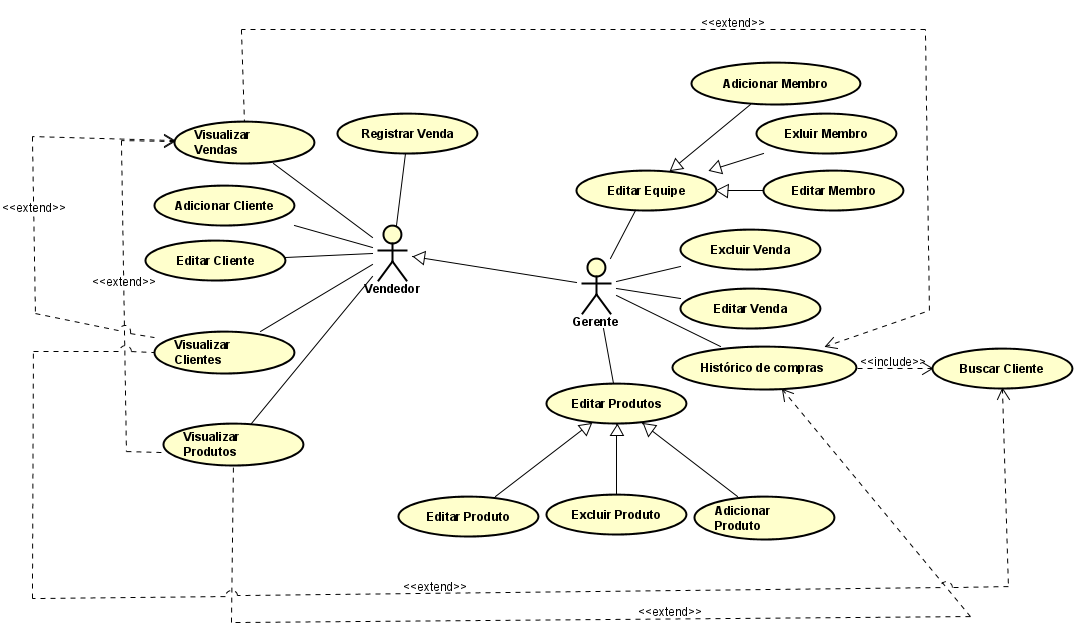 <<extend>>
Adicionar Membro
Visualizar
Vendas
Registrar Venda
Exluir Membro
Editar Equipe
Editar Membro
<<extend>>
Adicionar Cliente
Editar Cliente
Excluir Venda
<<extend>>
Vendedor
Editar Venda
Gerente
Visualizar
Clientes
Histórico de compras
<<include>>
Buscar Cliente
Editar Produtos
Visualizar
Produtos
Editar Produto
Excluir Produto
Adicionar
Produto
<<extend>>
<<extend>>